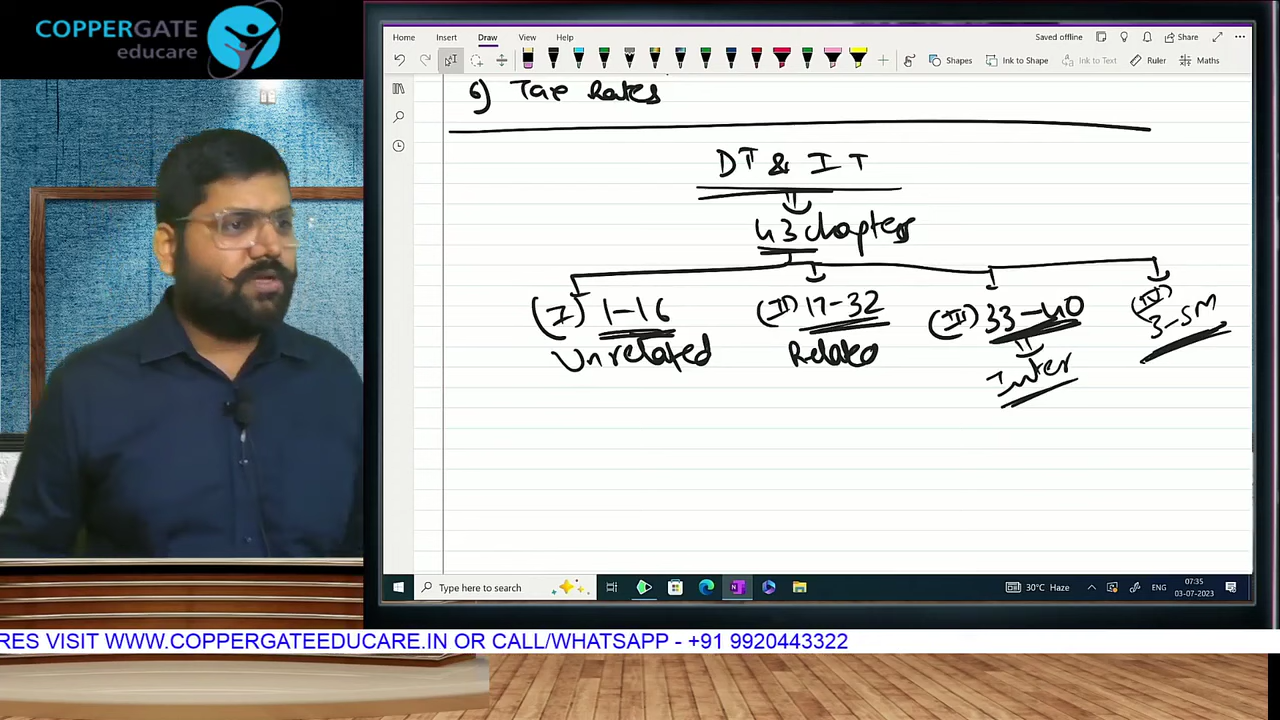 COPPERGATE
educare
Home Insert Draw View Help
Saved offline
Share
Shapes
Ink to Shape
Ink to Text
Ruler
Maths
6) Tax Rates
DT & IT
43 chapters
(I) 1-16
Unrelated
(II) 17-32
Related
(III) 33-40
Inter
(IV)
3-SM
Type here to search
30°C Haze
ENG
07:35
03-07-2023
RES VISIT WWW.COPPERGATEEDUCARE.IN OR CALL/WHATSAPP - +91 9920443322